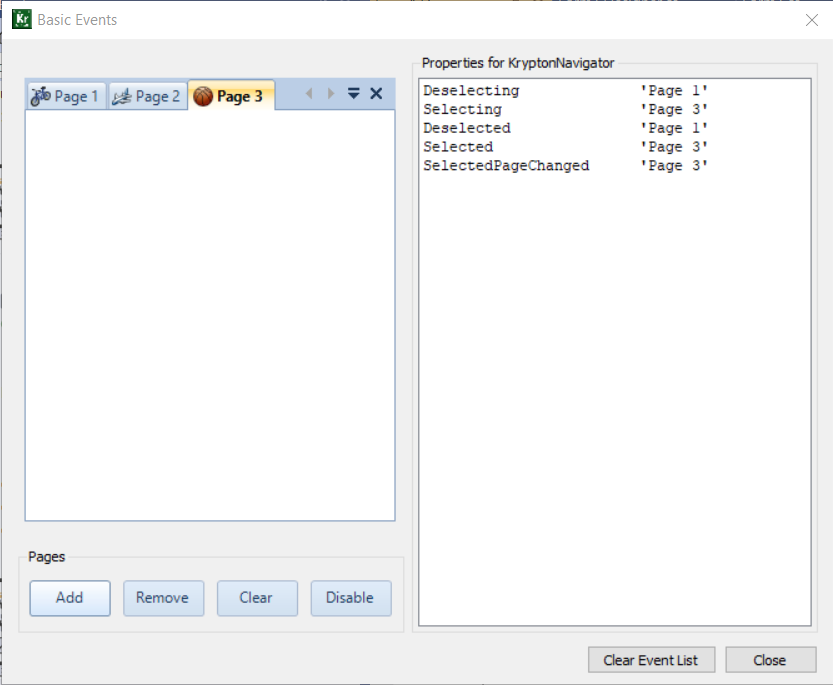 Kr Basic Events
Page 1 Page 2 Page 3
Properties for KryptonNavigator
Deselecting 'Page 1'
Selecting 'Page 3'
Deselected 'Page 1'
Selected 'Page 3'
SelectedPageChanged 'Page 3'
Pages
Add Remove Clear Disable
Clear Event List Close